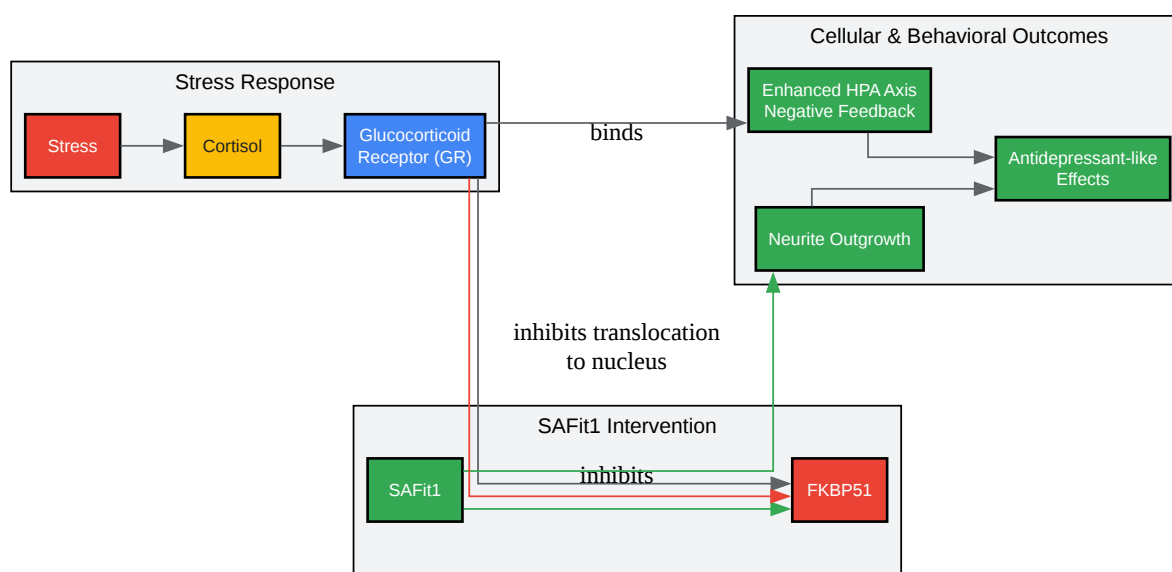 Cellular & Behavioral Outcomes
Stress Response
Enhanced HPA Axis
Negative Feedback
Stress
Cortisol
Glucocorticoid
Receptor (GR)
binds
Antidepressant-like
Effects
Neurite Outgrowth
inhibits translocation
to nucleus
SAFit1 Intervention
SAFit1
inhibits
FKBP51